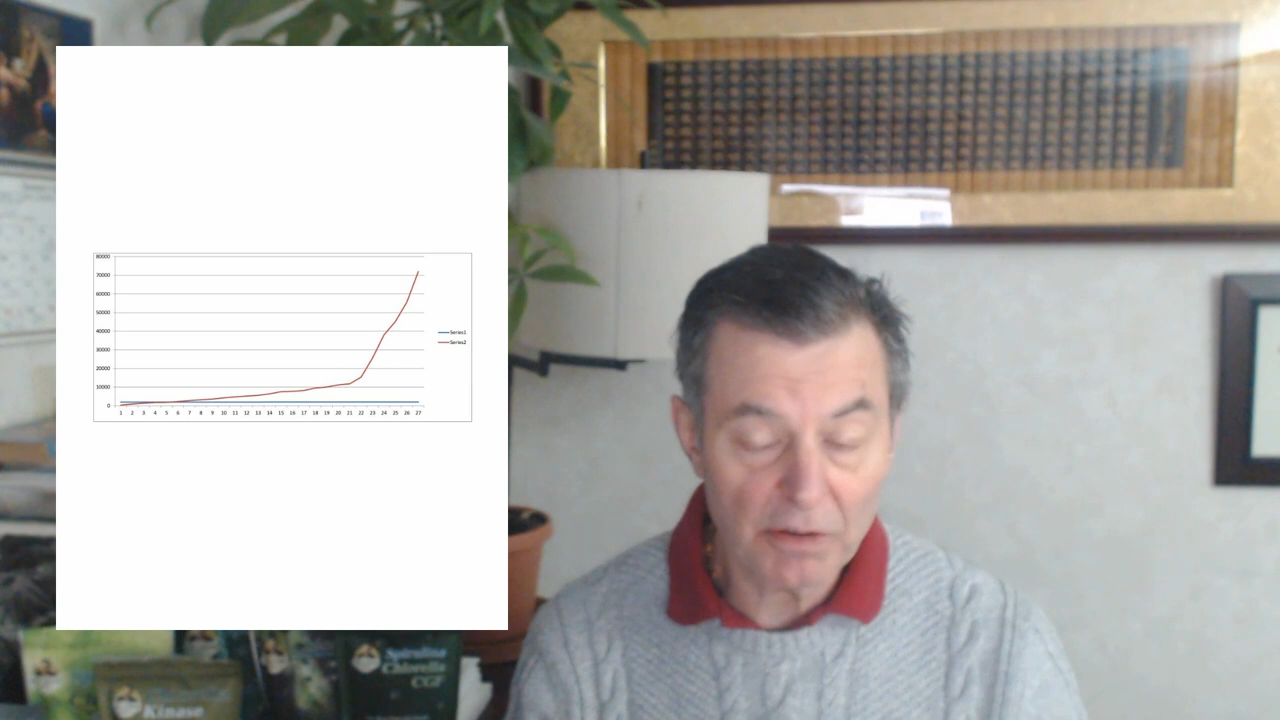 80000
70000
60000
50000
40000
30000
20000
10000
0
Series1
Series2
1 2 3 4 5 6 7 8 9 10 11 12 13 14 15 16 17 18 19 20 21 22 23 24 25 26 27
Spirulina
Chlorella
CGF
Kinase